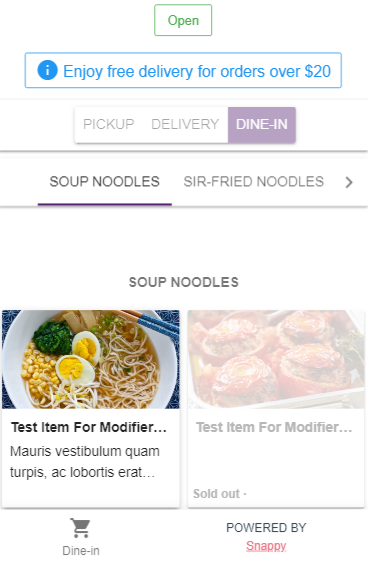 Open
Enjoy free delivery for orders over $20
PICKUP DELIVERY DINE-IN
SOUP NOODLES SIR-FRIED NOODLES
SOUP NOODLES
Test Item For Modifier…
Mauris vestibulum quam
turpis, ac lobortis erat…
Test Item For Modifier…
Sold out ·
Dine-in
POWERED BY
Snappy